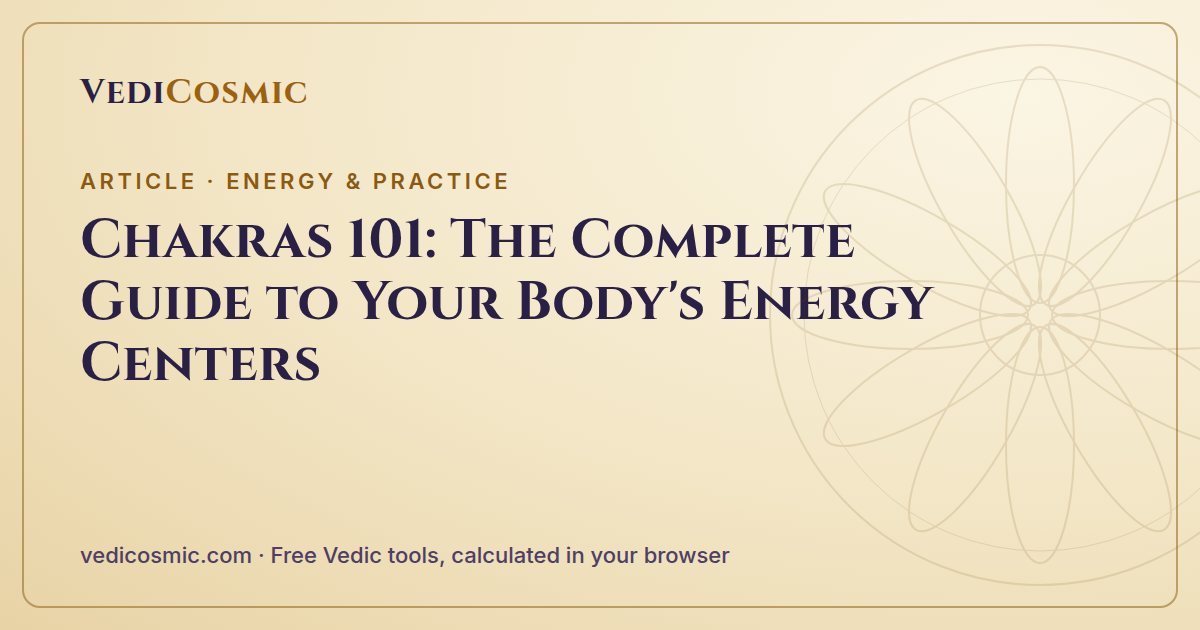 VediCosmic
ARTICLE · ENERGY & PRACTICE
Chakras 101: The Complete
Guide to Your Body's Energy
Centers
vedicosmic.com · Free Vedic tools, calculated in your browser